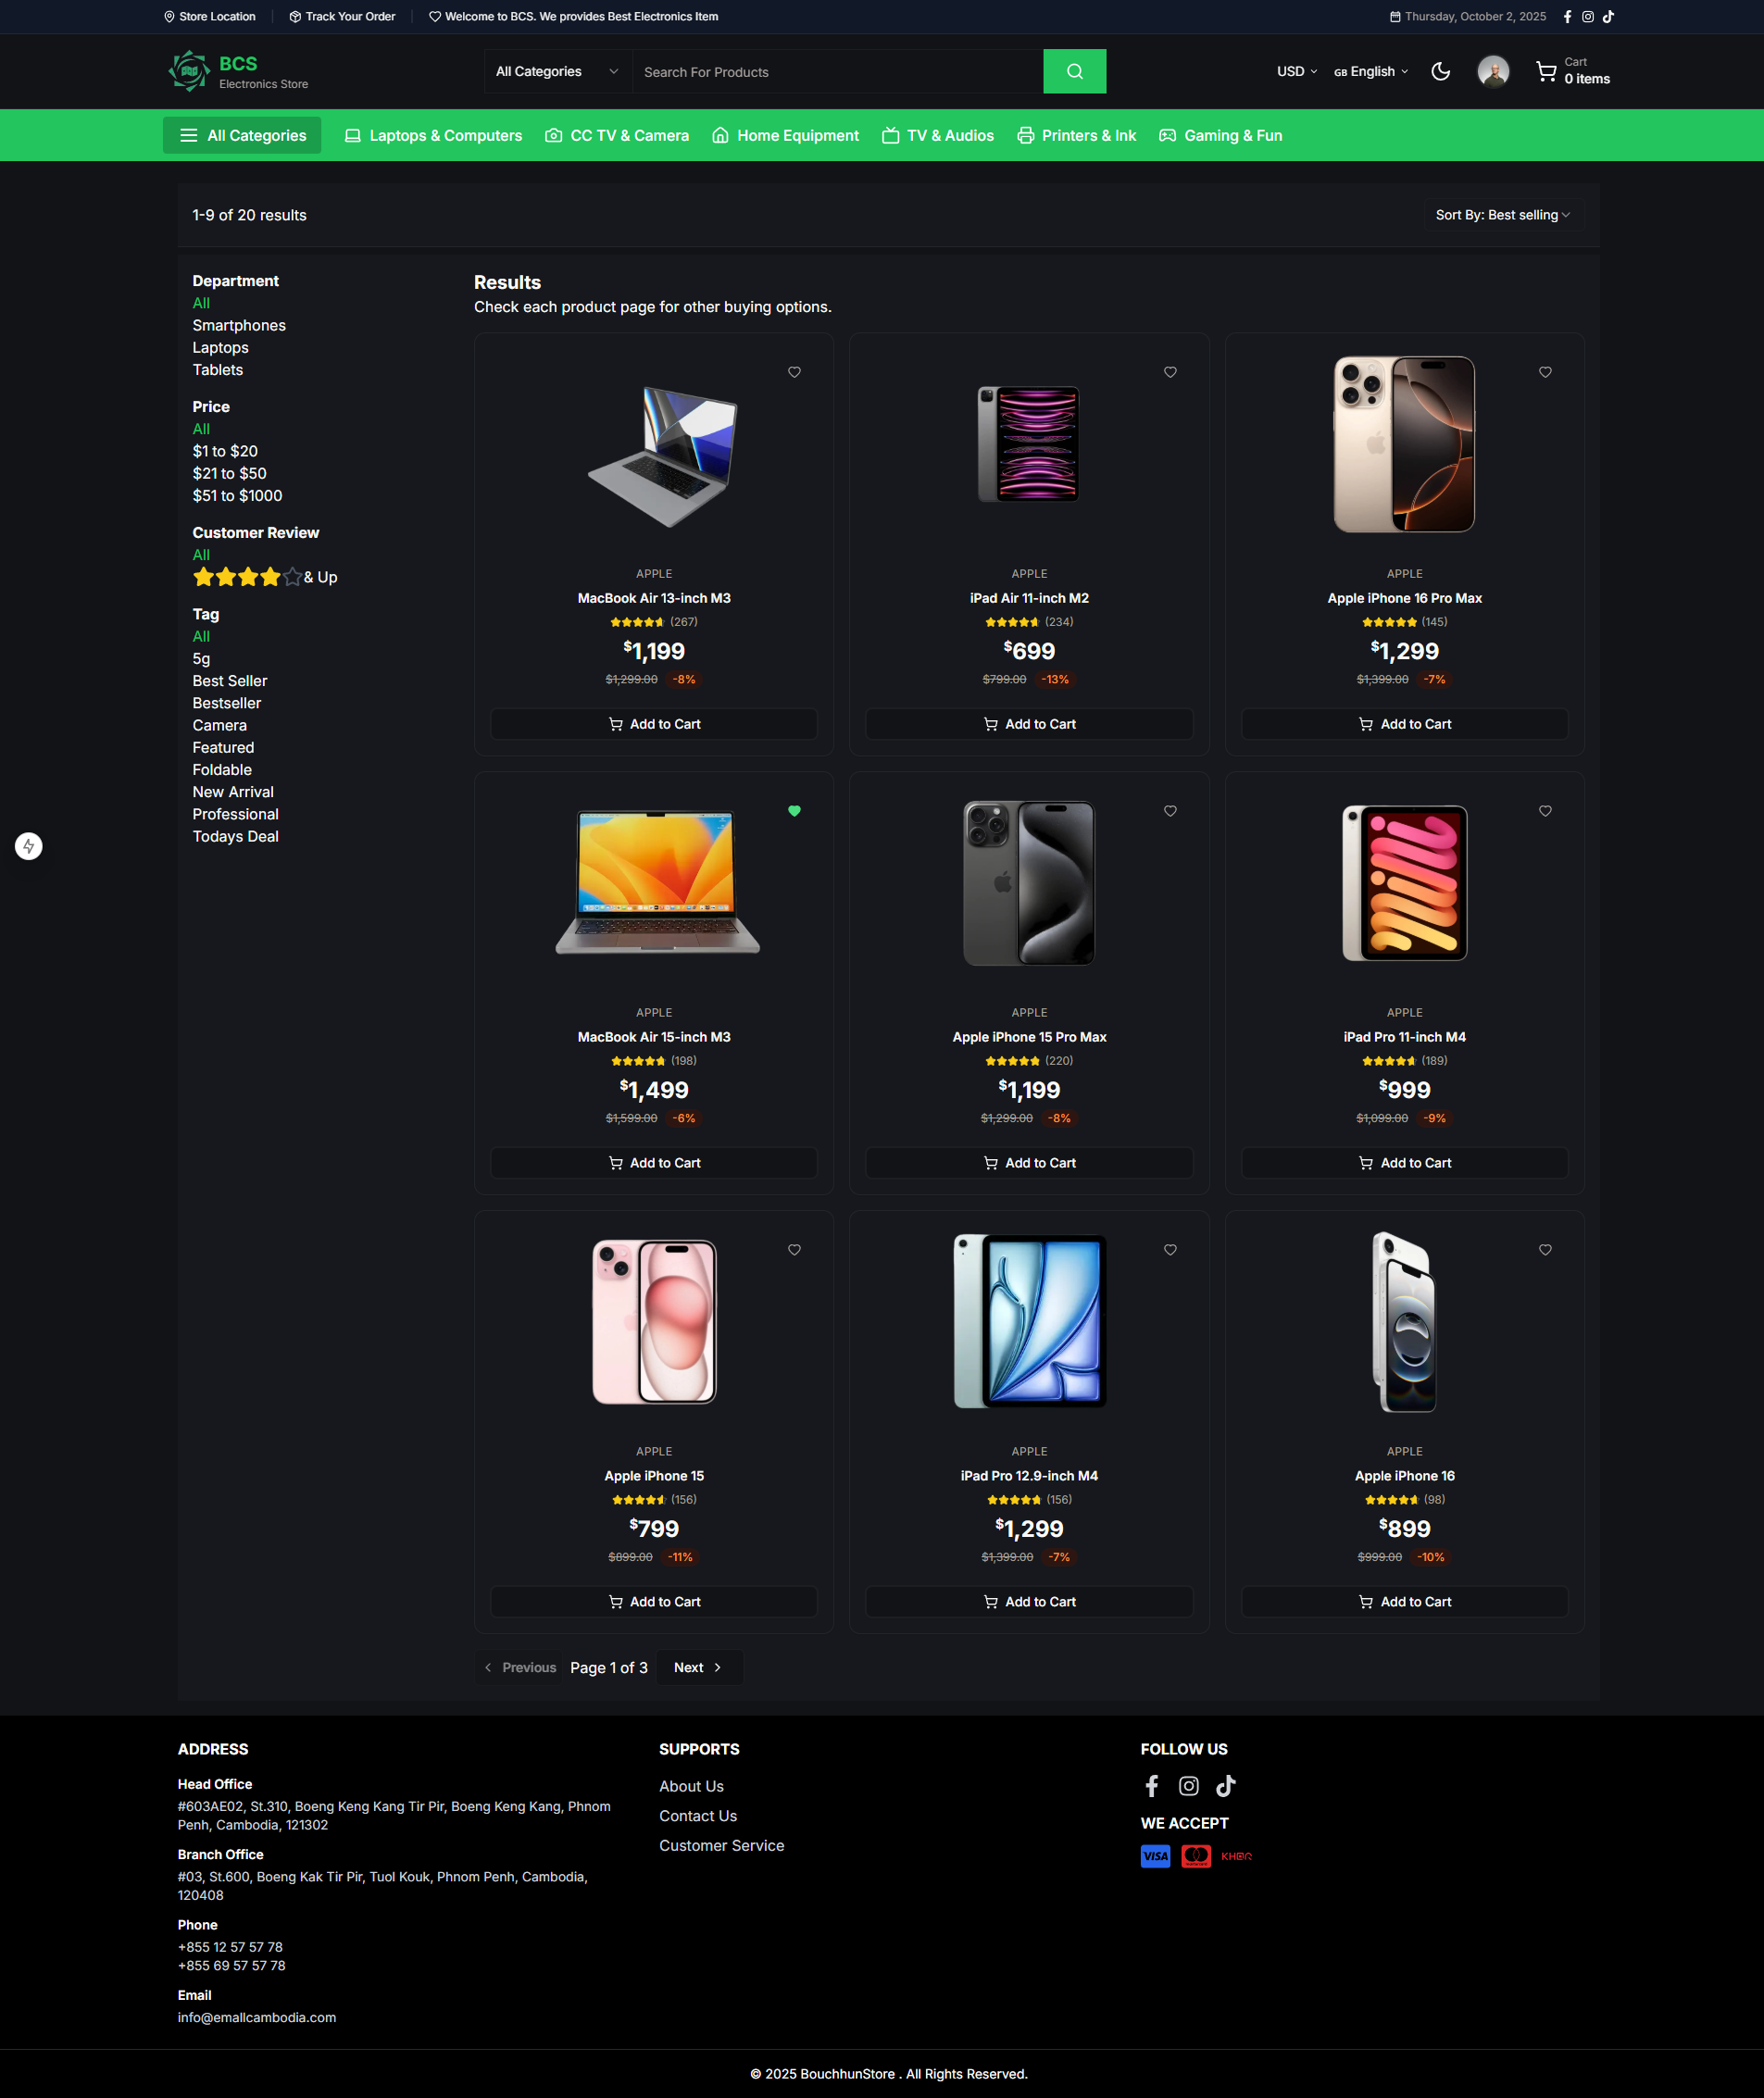 Store Location
Track Your Order
Welcome to BCS. We provides Best Electronics Item
Thursday, October 2, 2025
BCS
Electronics Store
All Categories
Search For Products
USD
GB English
Cart
0 items
All Categories
Laptops & Computers
CC TV & Camera
Home Equipment
TV & Audios
Printers & Ink
Gaming & Fun
1-9 of 20 results
Sort By: Best selling
Department
All
Smartphones
Laptops
Tablets
Price
All
$1 to $20
$21 to $50
$51 to $1000
Customer Review
All
& Up
Tag
All
5g
Best Seller
Bestseller
Camera
Featured
Foldable
New Arrival
Professional
Todays Deal
Results
Check each product page for other buying options.
APPLE
MacBook Air 13-inch M3
(267)
$1,199
$1,299.00 -8%
Add to Cart
APPLE
iPad Air 11-inch M2
(234)
$699
$799.00 -13%
Add to Cart
APPLE
Apple iPhone 16 Pro Max
(145)
$1,299
$1,399.00 -7%
Add to Cart
APPLE
MacBook Air 15-inch M3
(198)
$1,499
$1,599.00 -6%
Add to Cart
APPLE
Apple iPhone 15 Pro Max
(220)
$1,199
$1,299.00 -8%
Add to Cart
APPLE
iPad Pro 11-inch M4
(189)
$999
$1,099.00 -9%
Add to Cart
APPLE
Apple iPhone 15
(156)
$799
$899.00 -11%
Add to Cart
APPLE
iPad Pro 12.9-inch M4
(156)
$1,299
$1,399.00 -7%
Add to Cart
APPLE
Apple iPhone 16
(98)
$899
$999.00 -10%
Add to Cart
Previous
Page 1 of 3
Next
ADDRESS
Head Office
#603AE02, St.310, Boeng Keng Kang Tir Pir, Boeng Keng Kang, Phnom
Penh, Cambodia, 121302
Branch Office
#03, St.600, Boeng Kak Tir Pir, Tuol Kouk, Phnom Penh, Cambodia,
120408
Phone
+855 12 57 57 78
+855 69 57 57 78
Email
info@emallcambodia.com
SUPPORTS
About Us
Contact Us
Customer Service
FOLLOW US
WE ACCEPT
VISA
KHQR
© 2025 BouchhunStore . All Rights Reserved.